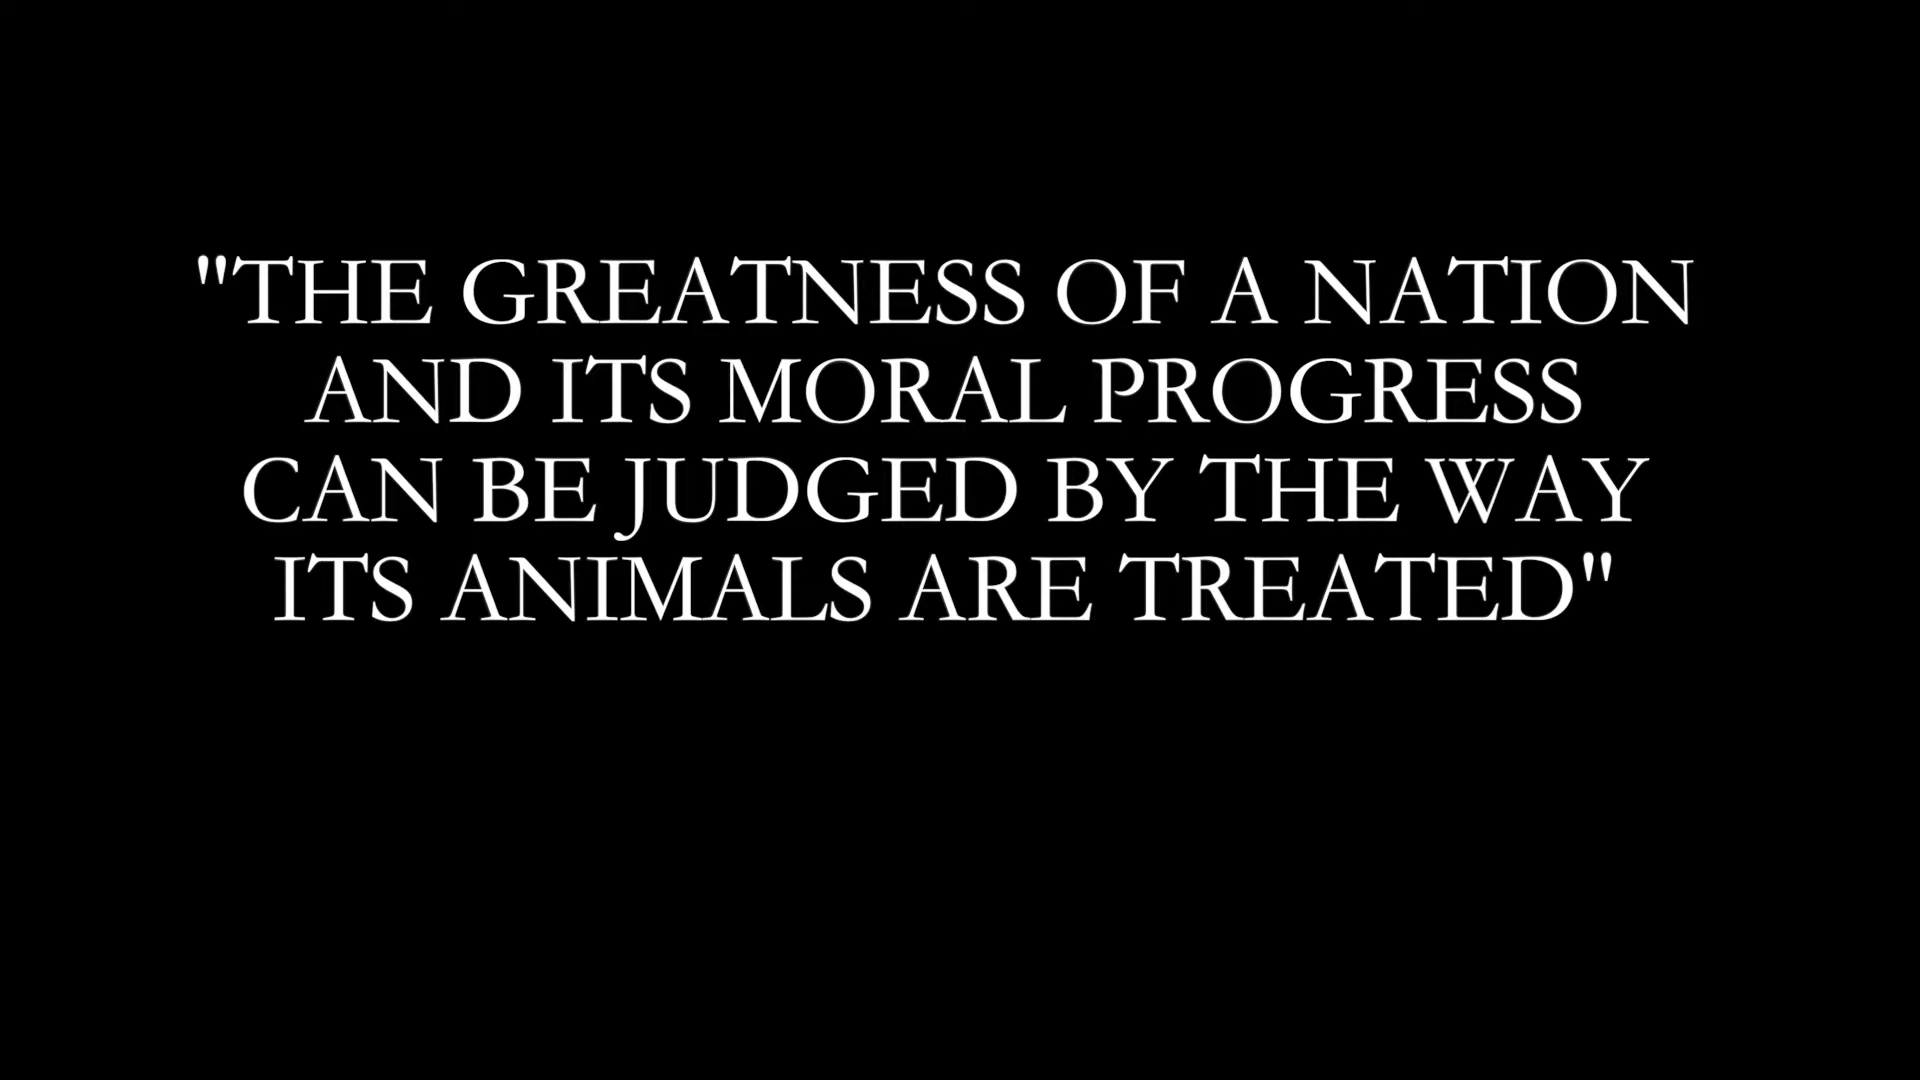 "THE GREATNESS OF A NATION
AND ITS MORAL PROGRESS
CAN BE JUDGED BY THE WAY
ITS ANIMALS ARE TREATED"